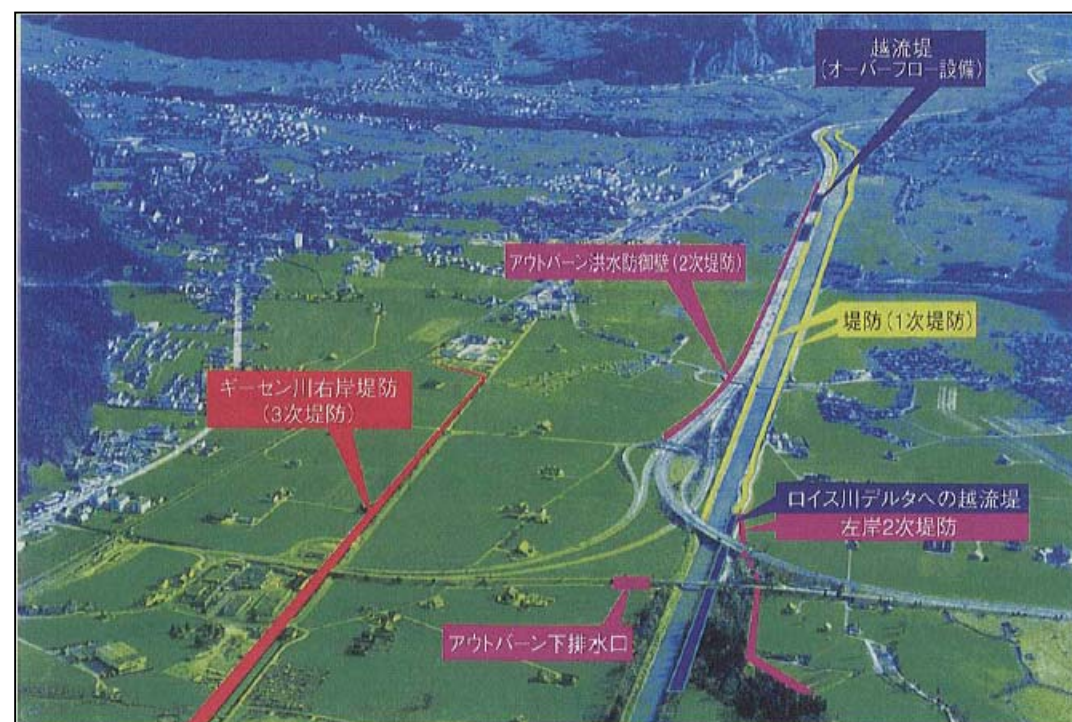 越流堤
(オーバーフロー設備)
アウトバーン洪水防御壁(2次堤防)
堤防(1次堤防)
ギーセン川右岸堤防
(3次堤防)
ロイス川デルタへの越流堤
左岸2次堤防
アウトバーン下排水口